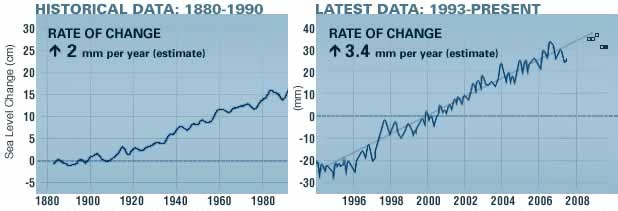 HISTORICAL DATA: 1880-1990
RATE OF CHANGE
↑ 2 mm per year (estimate)
Sea Level Change (cm)
30
25
20
15
10
5
0
-5
1880 1900 1920 1940 1960 1980
LATEST DATA: 1993-PRESENT
RATE OF CHANGE
↑ 3.4 mm per year (estimate)
(mm)
40
30
20
10
0
-10
-20
-30
1996 1998 2000 2002 2004 2006 2008